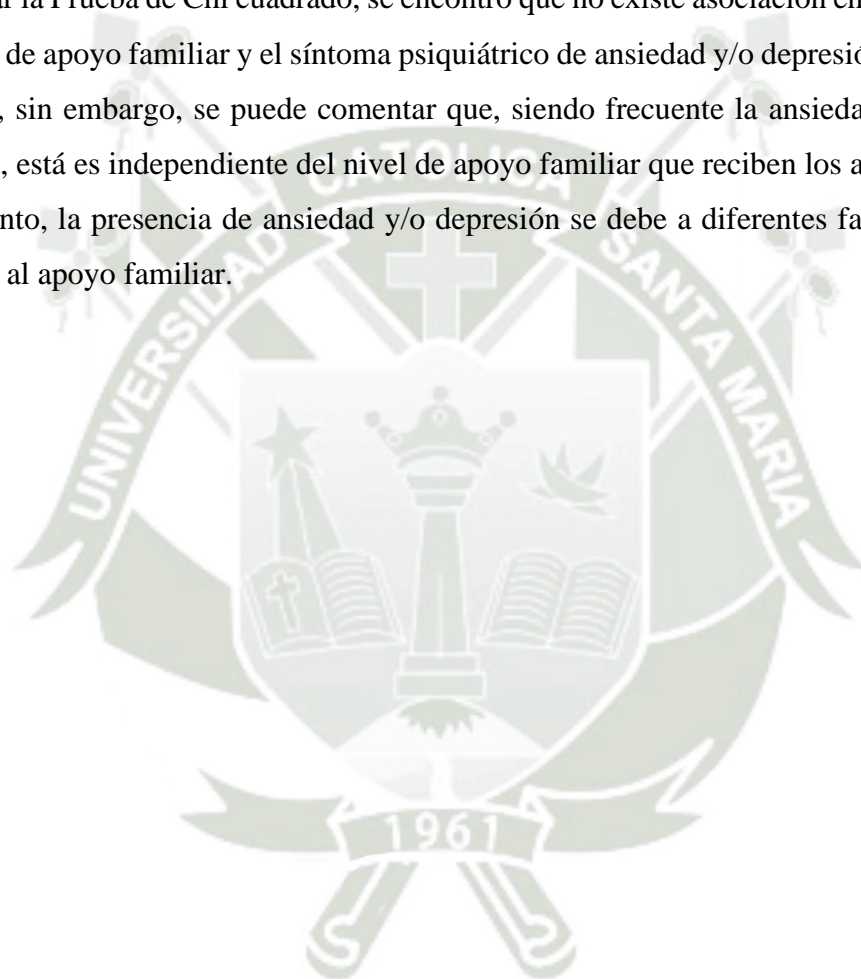 ar la Prueba de Chi cuadrado, se encontró que no existe asociación en
de apoyo familiar y el síntoma psiquiátrico de ansiedad y/o depresió
, sin embargo, se puede comentar que, siendo frecuente la ansieda
, está es independiente del nivel de apoyo familiar que reciben los a
nto, la presencia de ansiedad y/o depresión se debe a diferentes fa
al apoyo familiar.
UNIVERSIDAD CATOLICA SANTA MARIA
1961